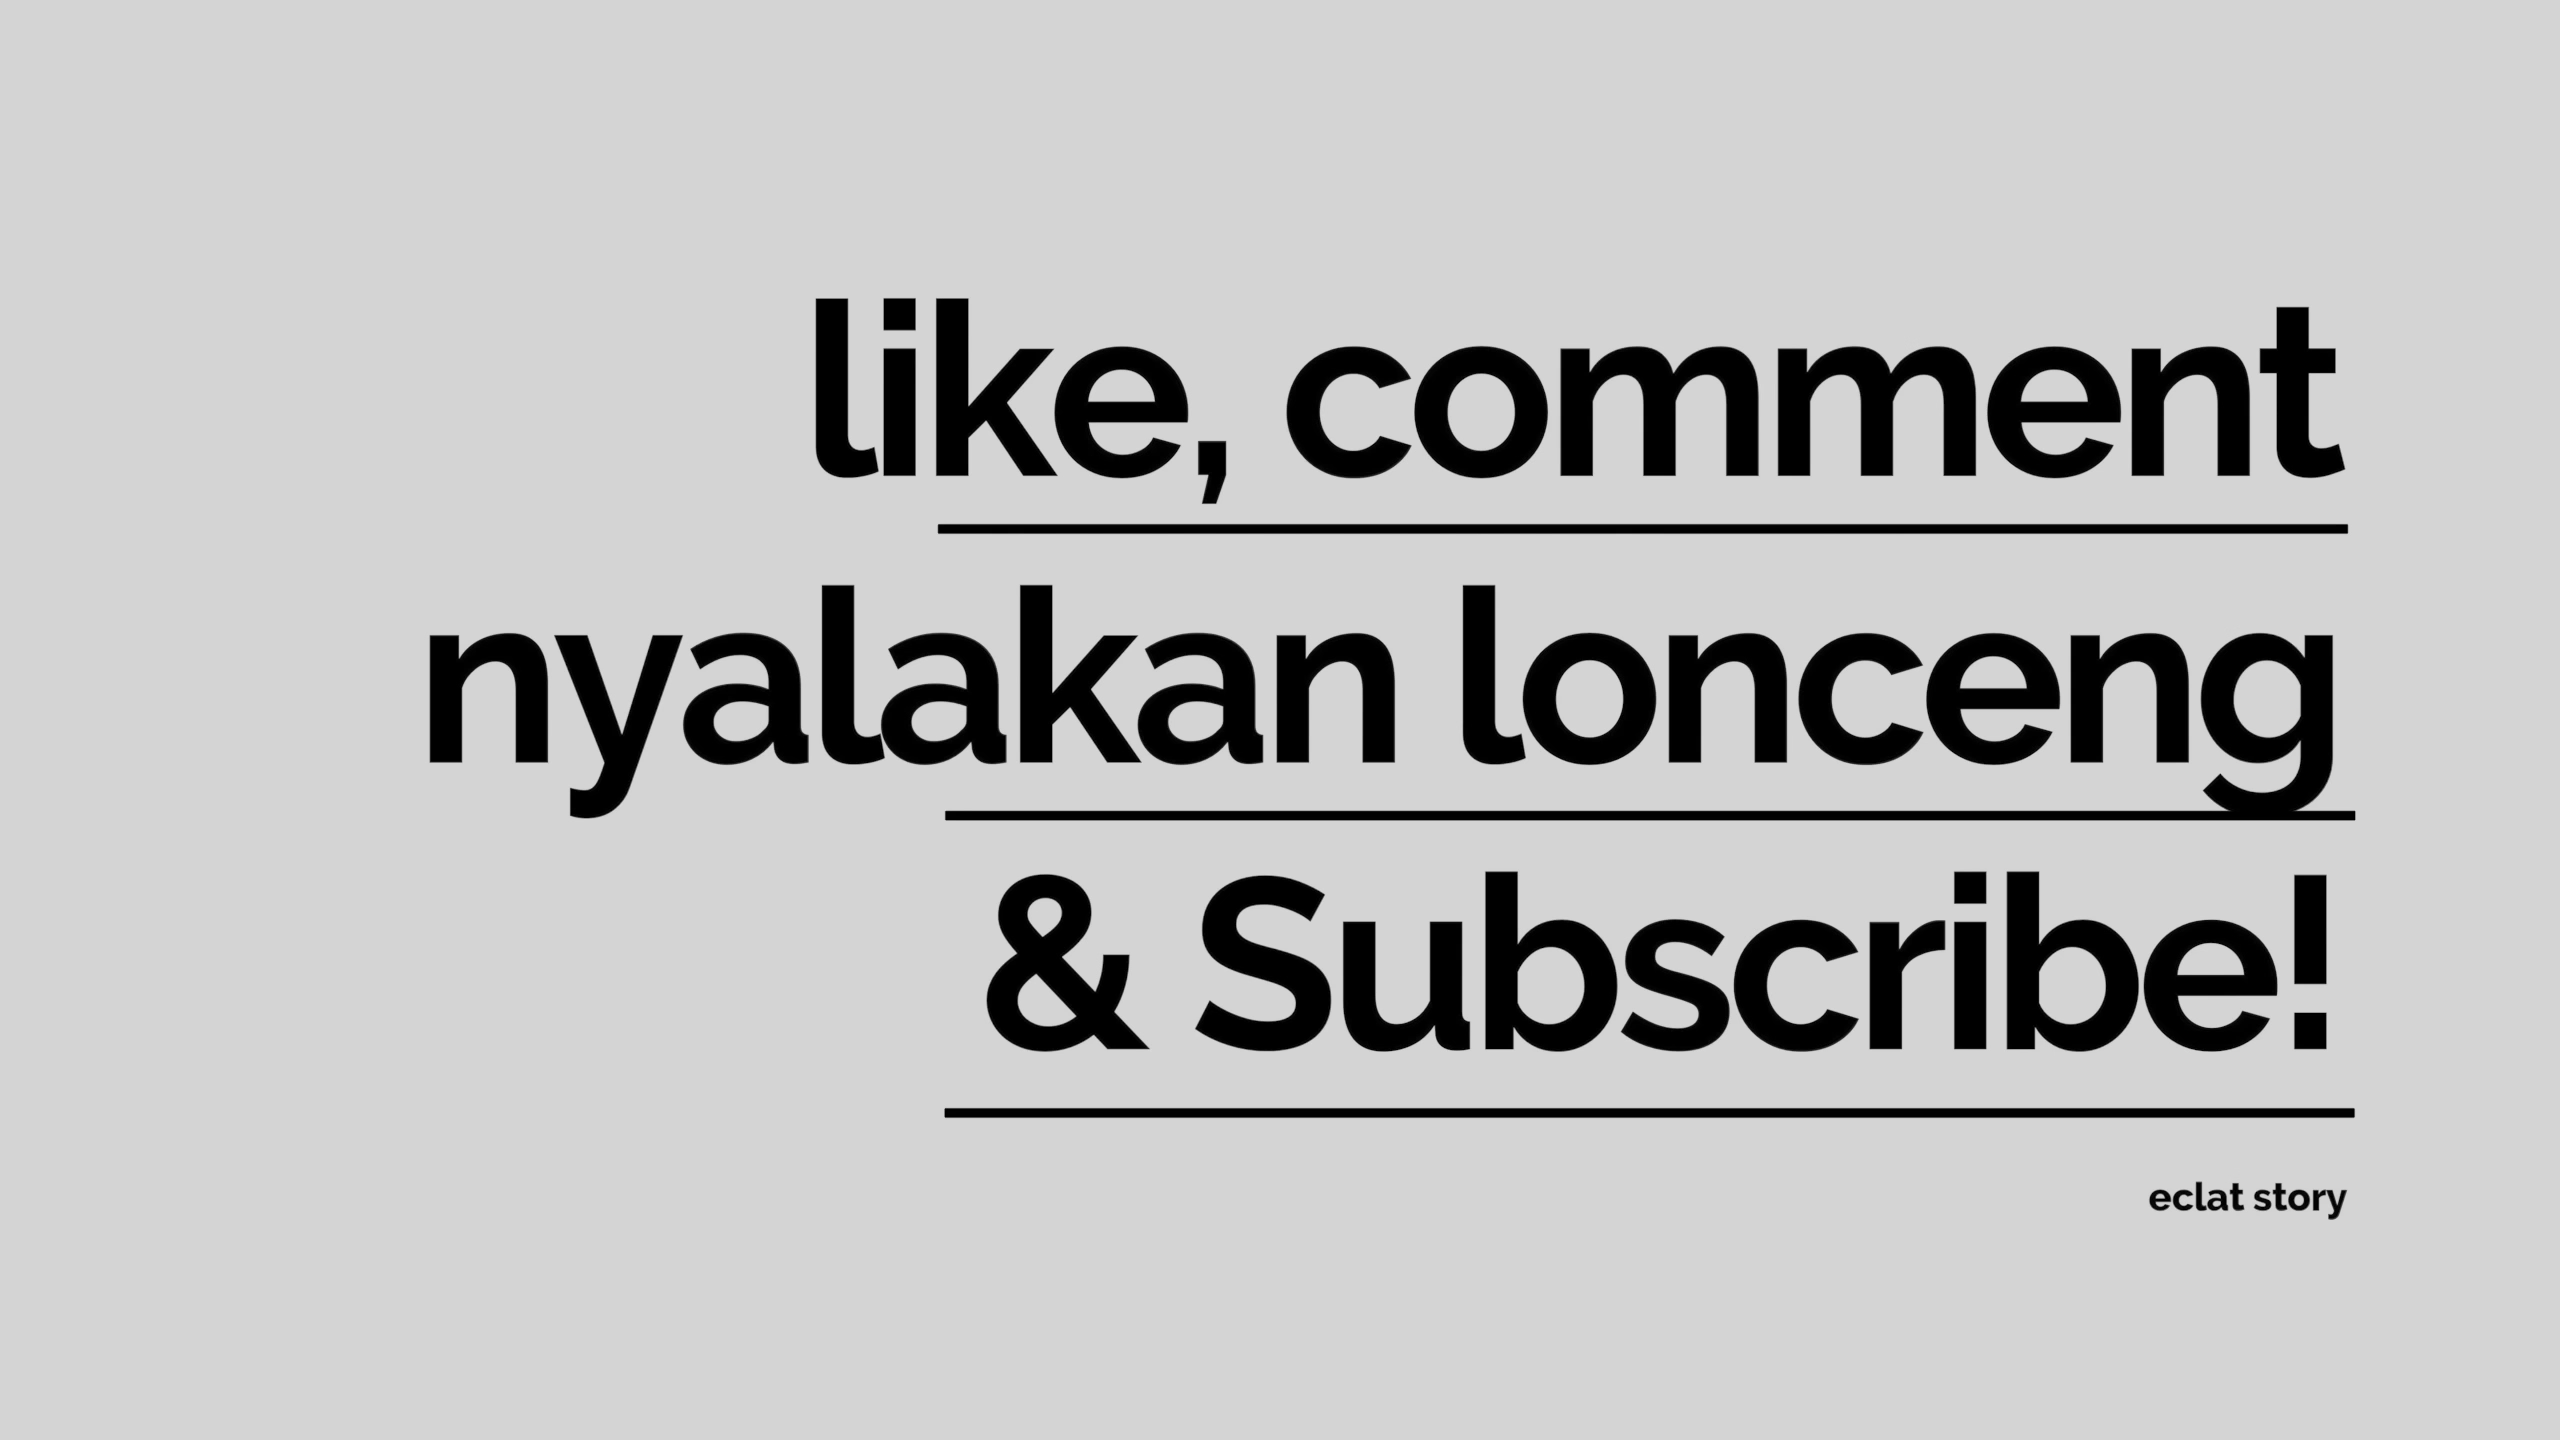 like, comment
nyalakan lonceng
& Subscribe!
eclat story